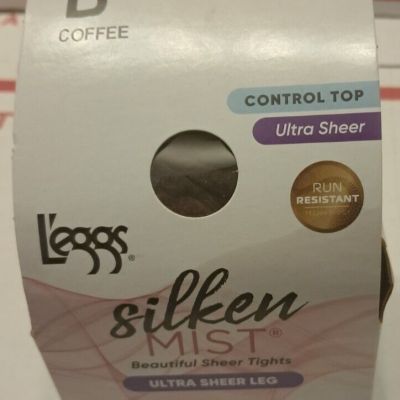 B
COFFEE
CONTROL TOP
Ultra Sheer
RUN
RESISTANT
L'eggs®
silken
MIST®
Beautiful Sheer Tights
ULTRA SHEER LEG